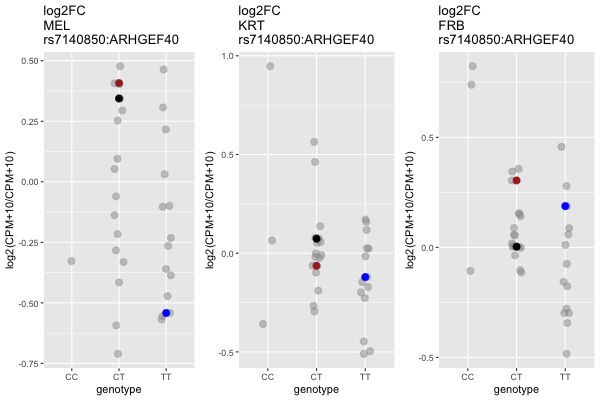 log2FC
MEL
rs7140850:ARHGEF40
log2(CPM+10/CPM+10)
0.50
0.25
0.00
-0.25
-0.50
-0.75
CC CT TT
genotype
log2FC
KRT
rs7140850:ARHGEF40
log2(CPM+10/CPM+10)
1.0
0.5
0.0
-0.5
CC CT TT
genotype
log2FC
FRB
rs7140850:ARHGEF40
log2(CPM+10/CPM+10)
0.5
0.0
-0.5
CC CT TT
genotype